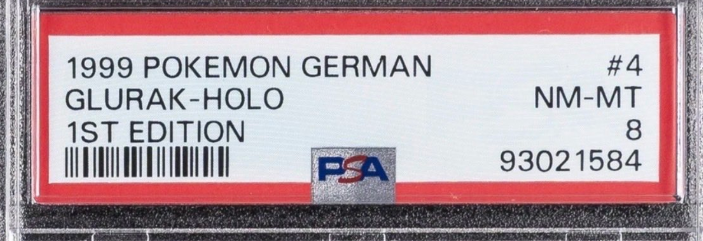 1999 POKEMON GERMAN #4
GLURAK-HOLO NM-MT
1ST EDITION 8
93021584
PSA